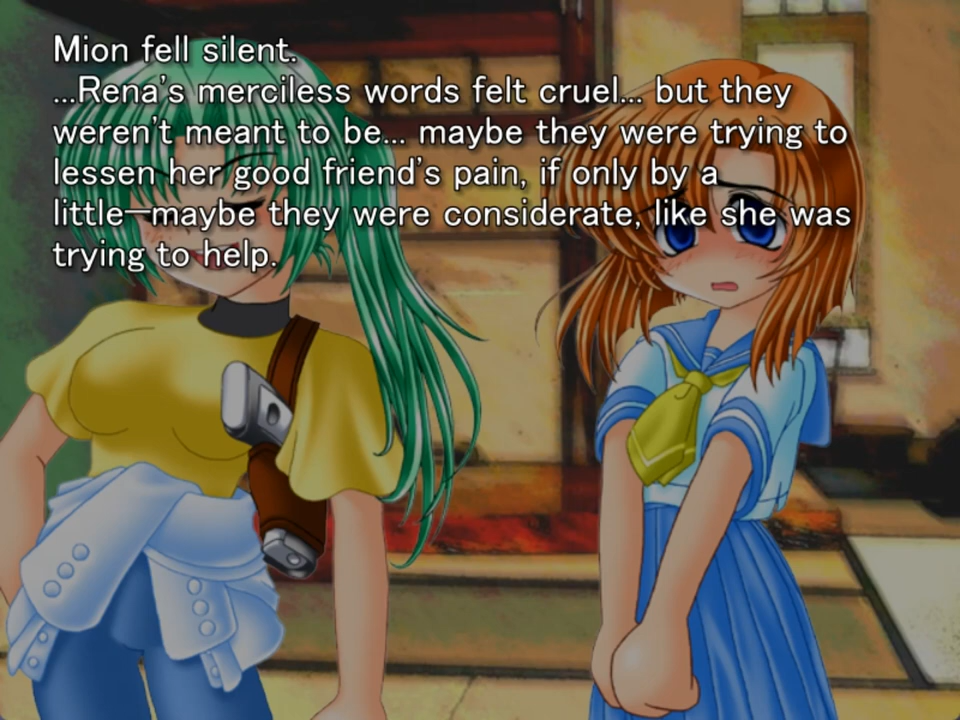 Mion fell silent.
...Rena's merciless words felt cruel... but they
weren't meant to be... maybe they were trying to
lessen her good friend's pain, if only by a
little—maybe they were considerate, like she was
trying to help.